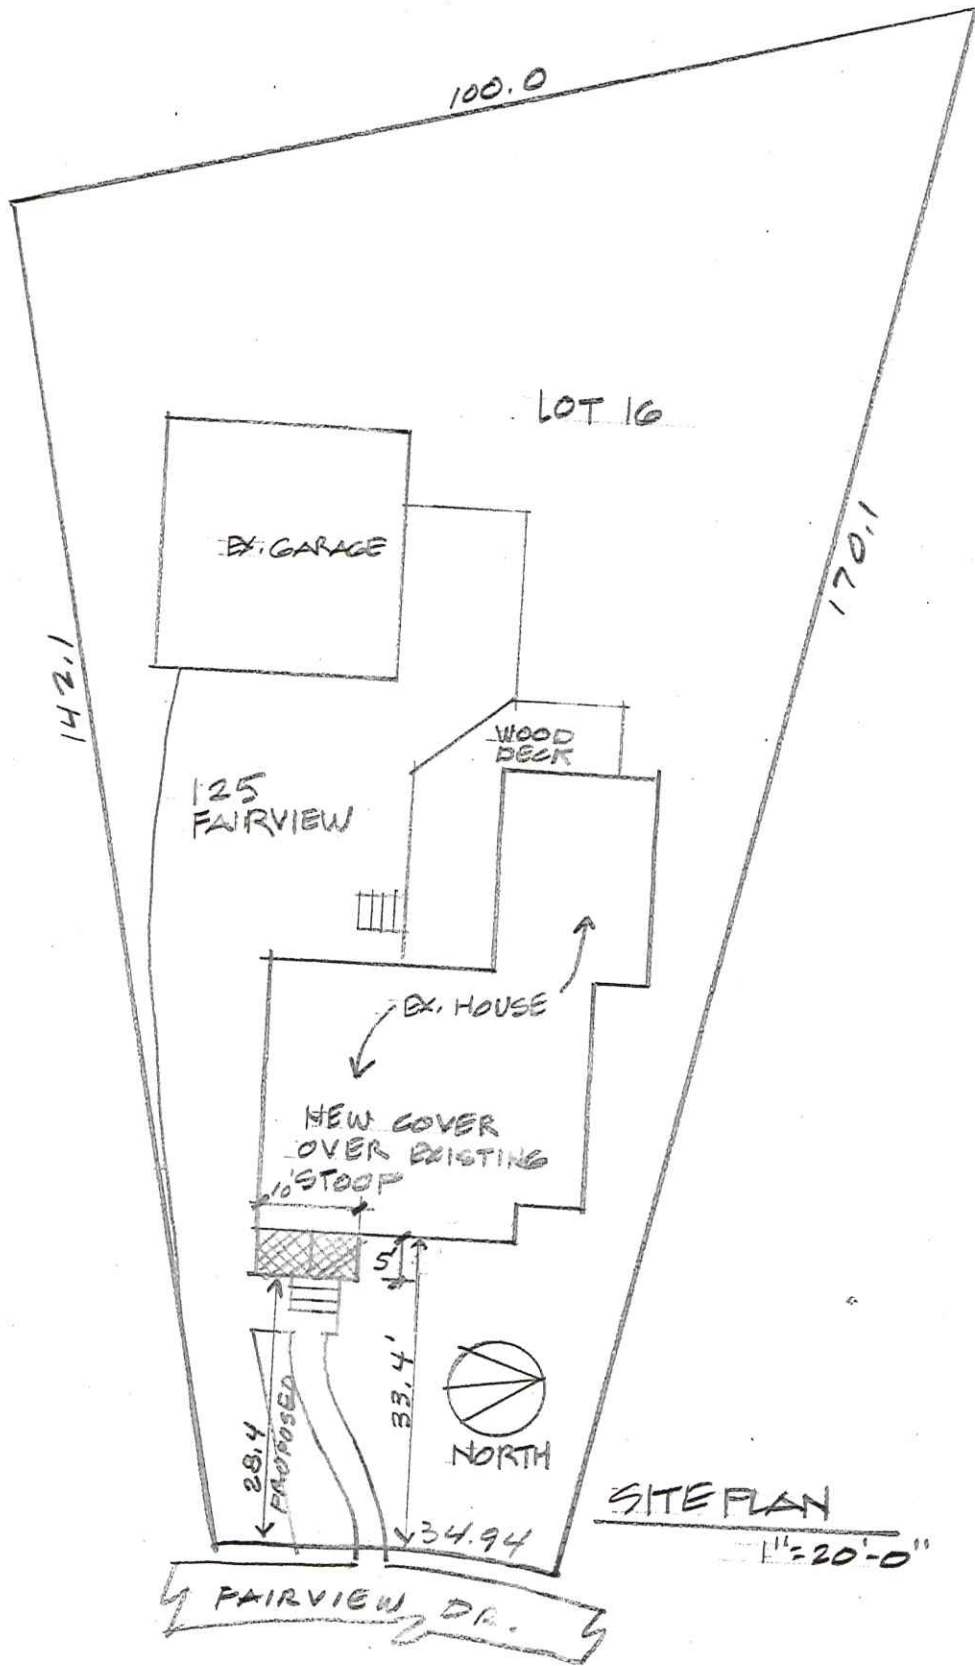 100.0
LOT 16
EX. GARAGE
170.1
142.1
WOOD
DECK
125
FAIRVIEW
EX. HOUSE
NEW COVER
OVER EXISTING
STOOP
10'
5'
33.4'
28.4
PROPOSED
NORTH
34.94
SITE PLAN
1"=20'-0"
FAIRVIEW DR.